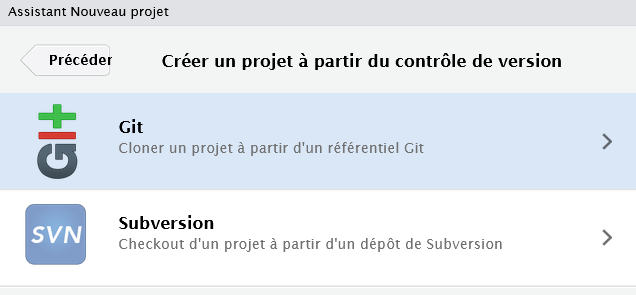 Assistant Nouveau projet
Précéder
Créer un projet à partir du contrôle de version
Git
Git
Cloner un projet à partir d'un référentiel Git
SVN
Subversion
Checkout d'un projet à partir d'un dépôt de Subversion